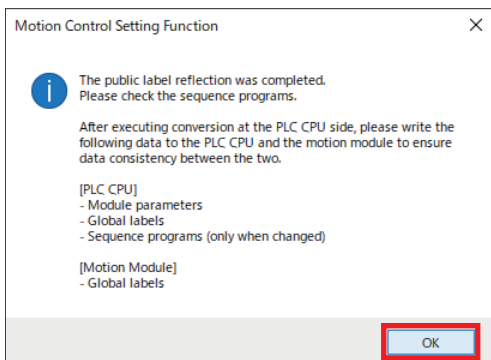 Motion Control Setting Function
The public label reflection was completed.
Please check the sequence programs.
After executing conversion at the PLC CPU side, please write the
following data to the PLC CPU and the motion module to ensure
data consistency between the two.
[PLC CPU]
- Module parameters
- Global labels
- Sequence programs (only when changed)
[Motion Module]
- Global labels
OK